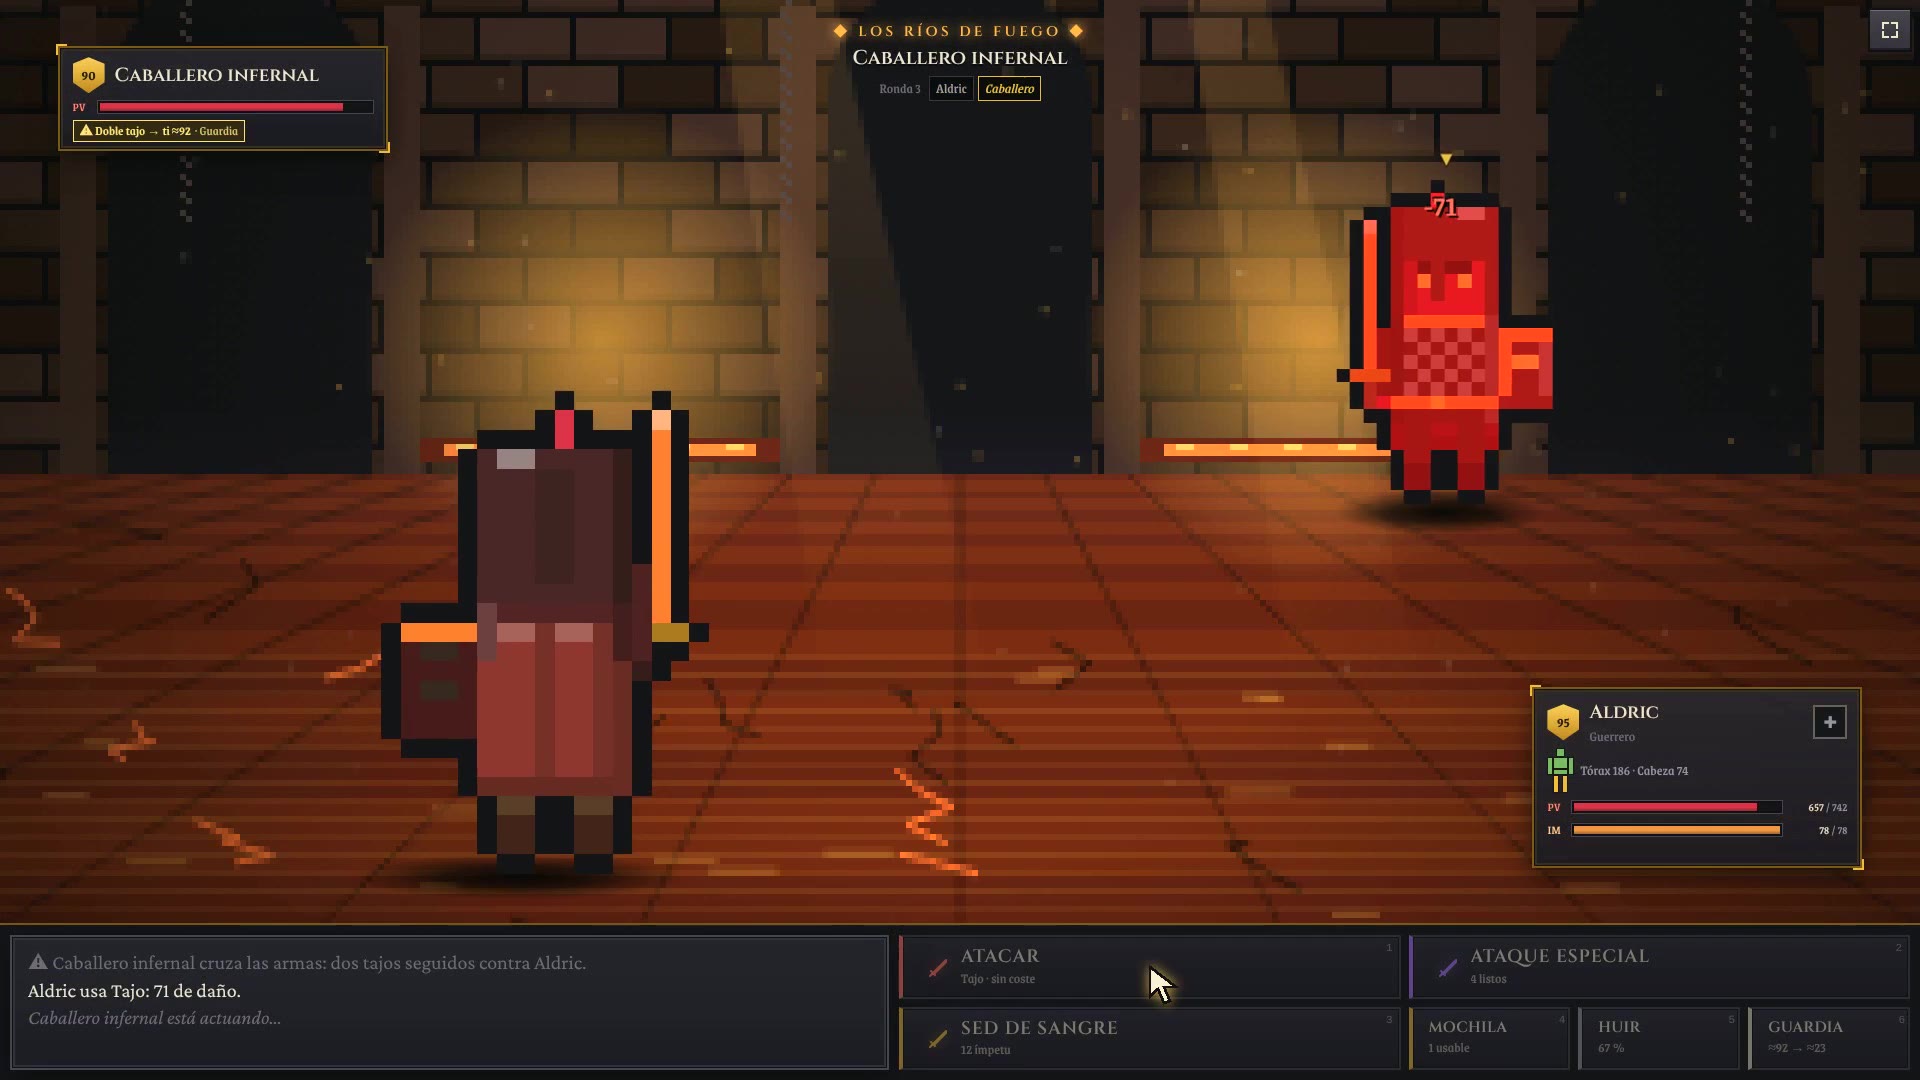 LOS RÍOS DE FUEGO
Caballero infernal
Ronda 3 Aldric Caballero
90 Caballero infernal
PV
Doble tajo → ti ≈92 · Guardia
-71
95 Aldric
+
Guerrero
Tórax 186 · Cabeza 74
PV 657 / 742
IM 78 / 78
Caballero infernal cruza las armas: dos tajos seguidos contra Aldric.
Aldric usa Tajo: 71 de daño.
Caballero infernal está actuando...
ATACAR 1
Tajo · sin coste
ATAQUE ESPECIAL 2
4 listos
SED DE SANGRE 3
12 ímpetu
MOCHILA 4
1 usable
HUIR 5
67 %
GUARDIA 6
≈92 → ≈23